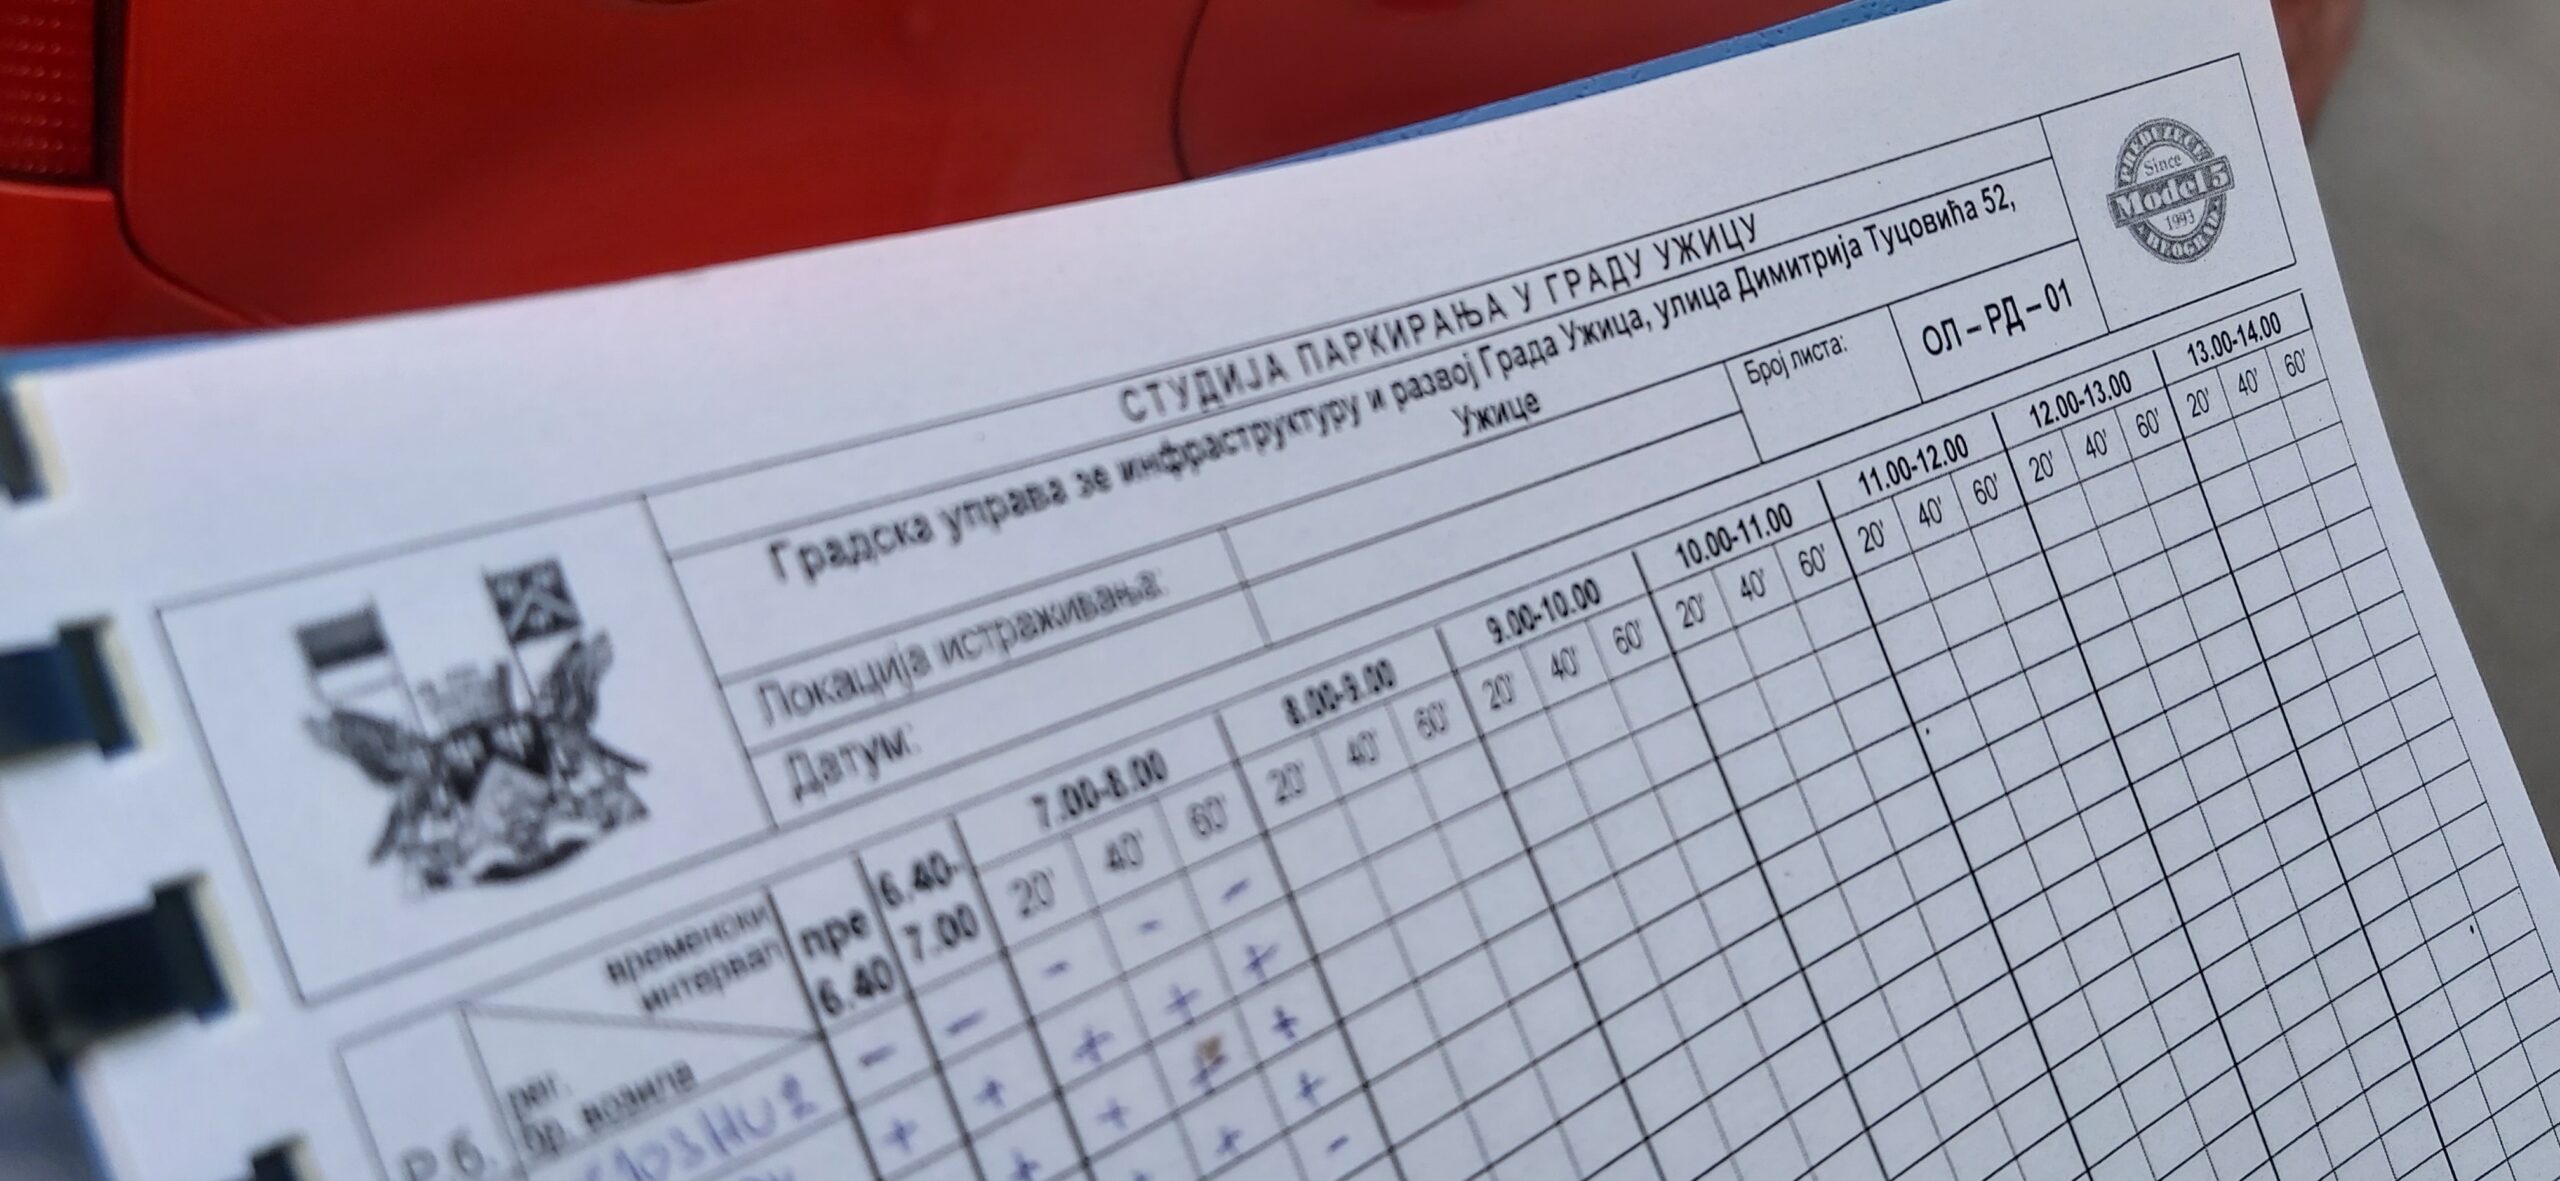 СТУДИЈА ПАРКИРАЊА У ГРАДУ УЖИЦУ
Градска управа зе инфраструктуру и развој Града Ужица, улица Димитрија Туцовића 52,
Ужице
Локација истраживања:
Број листа:
ОЛ – РД – 01
Датум:
Since
Model 5
1993
BEOGRAD
временски
интервал
пре
6.40
6.40-
7.00
7.00-8.00
8.00-9.00
9.00-10.00
10.00-11.00
11.00-12.00
12.00-13.00
13.00-14.00
20' 40' 60' 20' 40' 60' 20' 40' 60' 20' 40' 60' 20' 40' 60' 20' 40' 60' 20' 40' 60'
Р.б.
рег.
бр. возила
- - - - -
+ + + + +
+ + + +
+ +
-